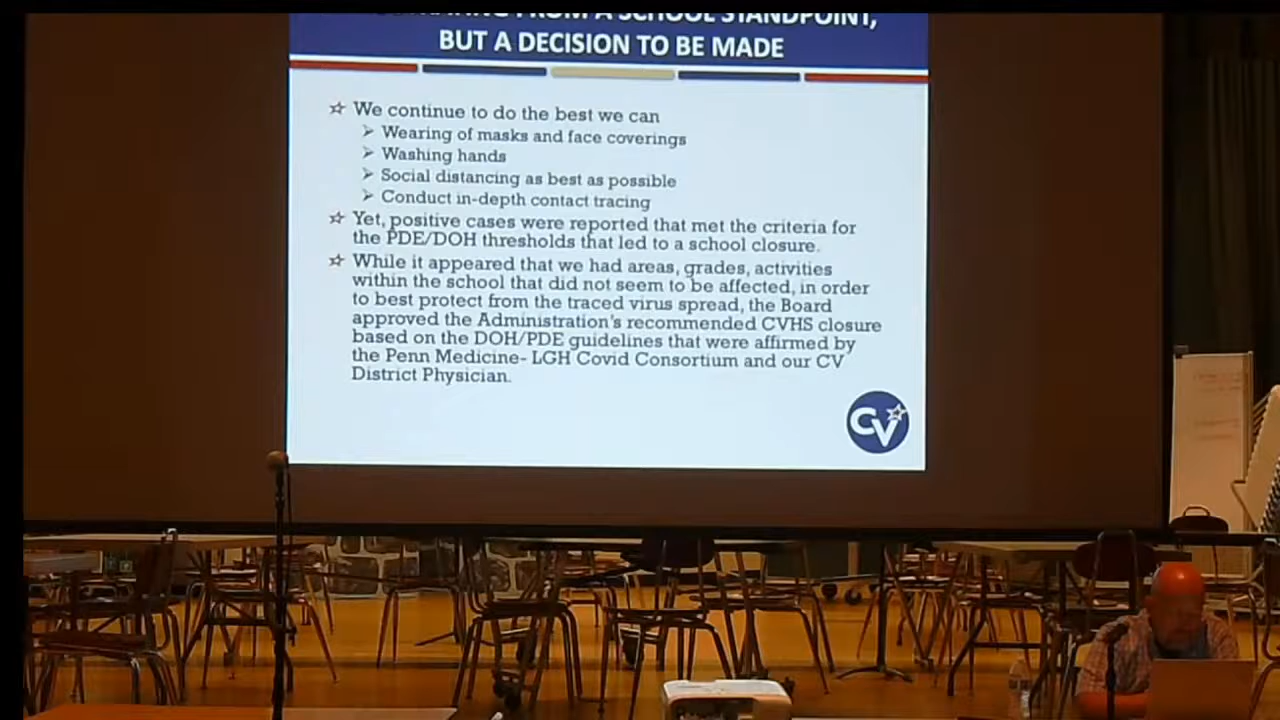 FROM A SCHOOL STANDPOINT,
BUT A DECISION TO BE MADE
We continue to do the best we can
Wearing of masks and face coverings
Washing hands
Social distancing as best as possible
Conduct in-depth contact tracing
Yet, positive cases were reported that met the criteria for
the PDE/DOH thresholds that led to a school closure.
While it appeared that we had areas, grades, activities
within the school that did not seem to be affected, in order
to best protect from the traced virus spread, the Board
approved the Administration's recommended CVHS closure
based on the DOH/PDE guidelines that were affirmed by
the Penn Medicine- LGH Covid Consortium and our CV
District Physician.
CV